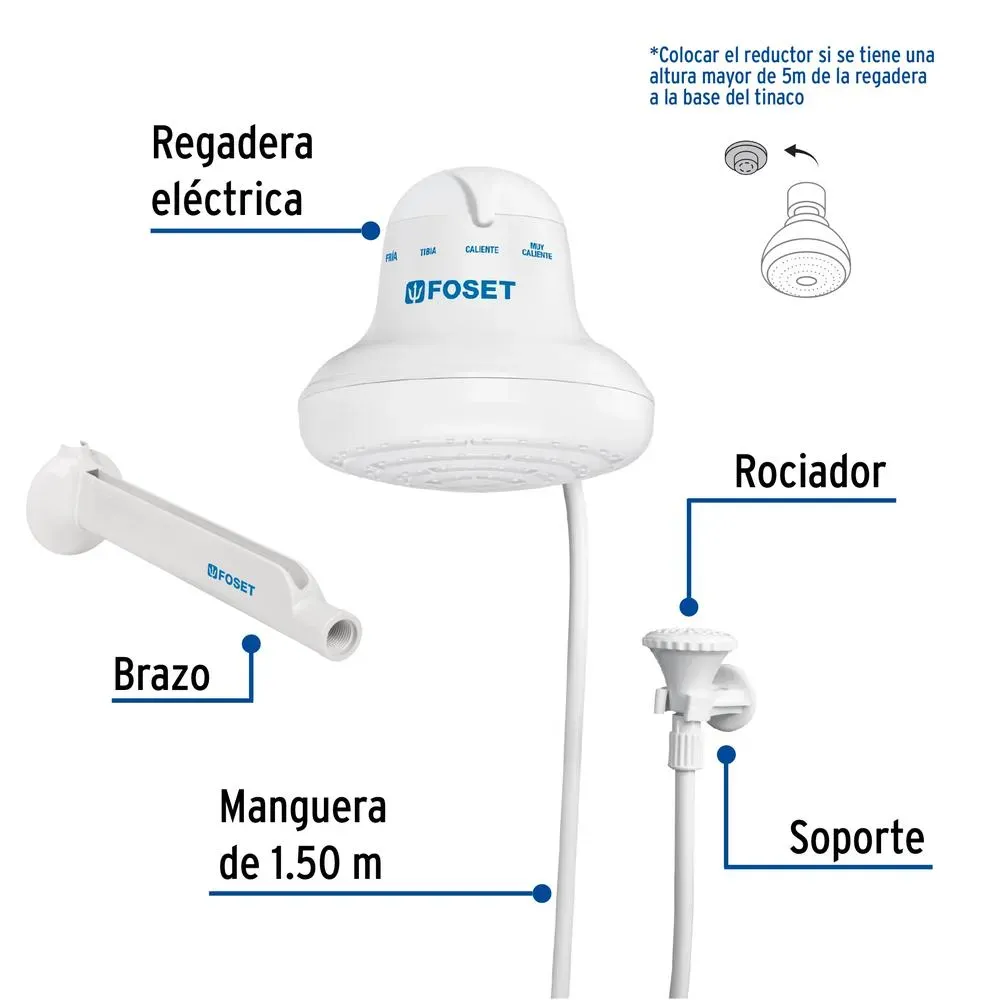 *Colocar el reductor si se tiene una
altura mayor de 5m de la regadera
a la base del tinaco
Regadera
eléctrica
FRÍA TIBIA CALIENTE MUY
CALIENTE
FOSET
Rociador
FOSET
Brazo
Manguera
de 1.50 m
Soporte